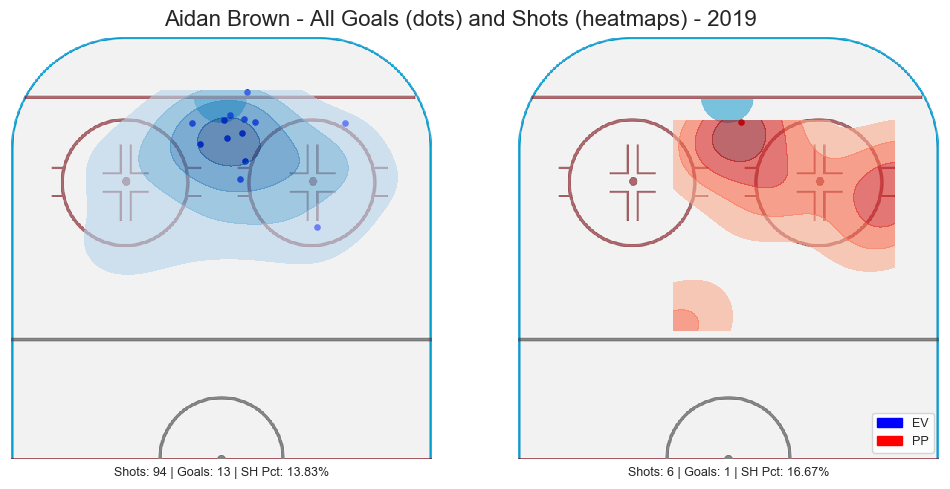 Aidan Brown - All Goals (dots) and Shots (heatmaps) - 2019
EV
PP
Shots: 94 | Goals: 13 | SH Pct: 13.83%
Shots: 6 | Goals: 1 | SH Pct: 16.67%